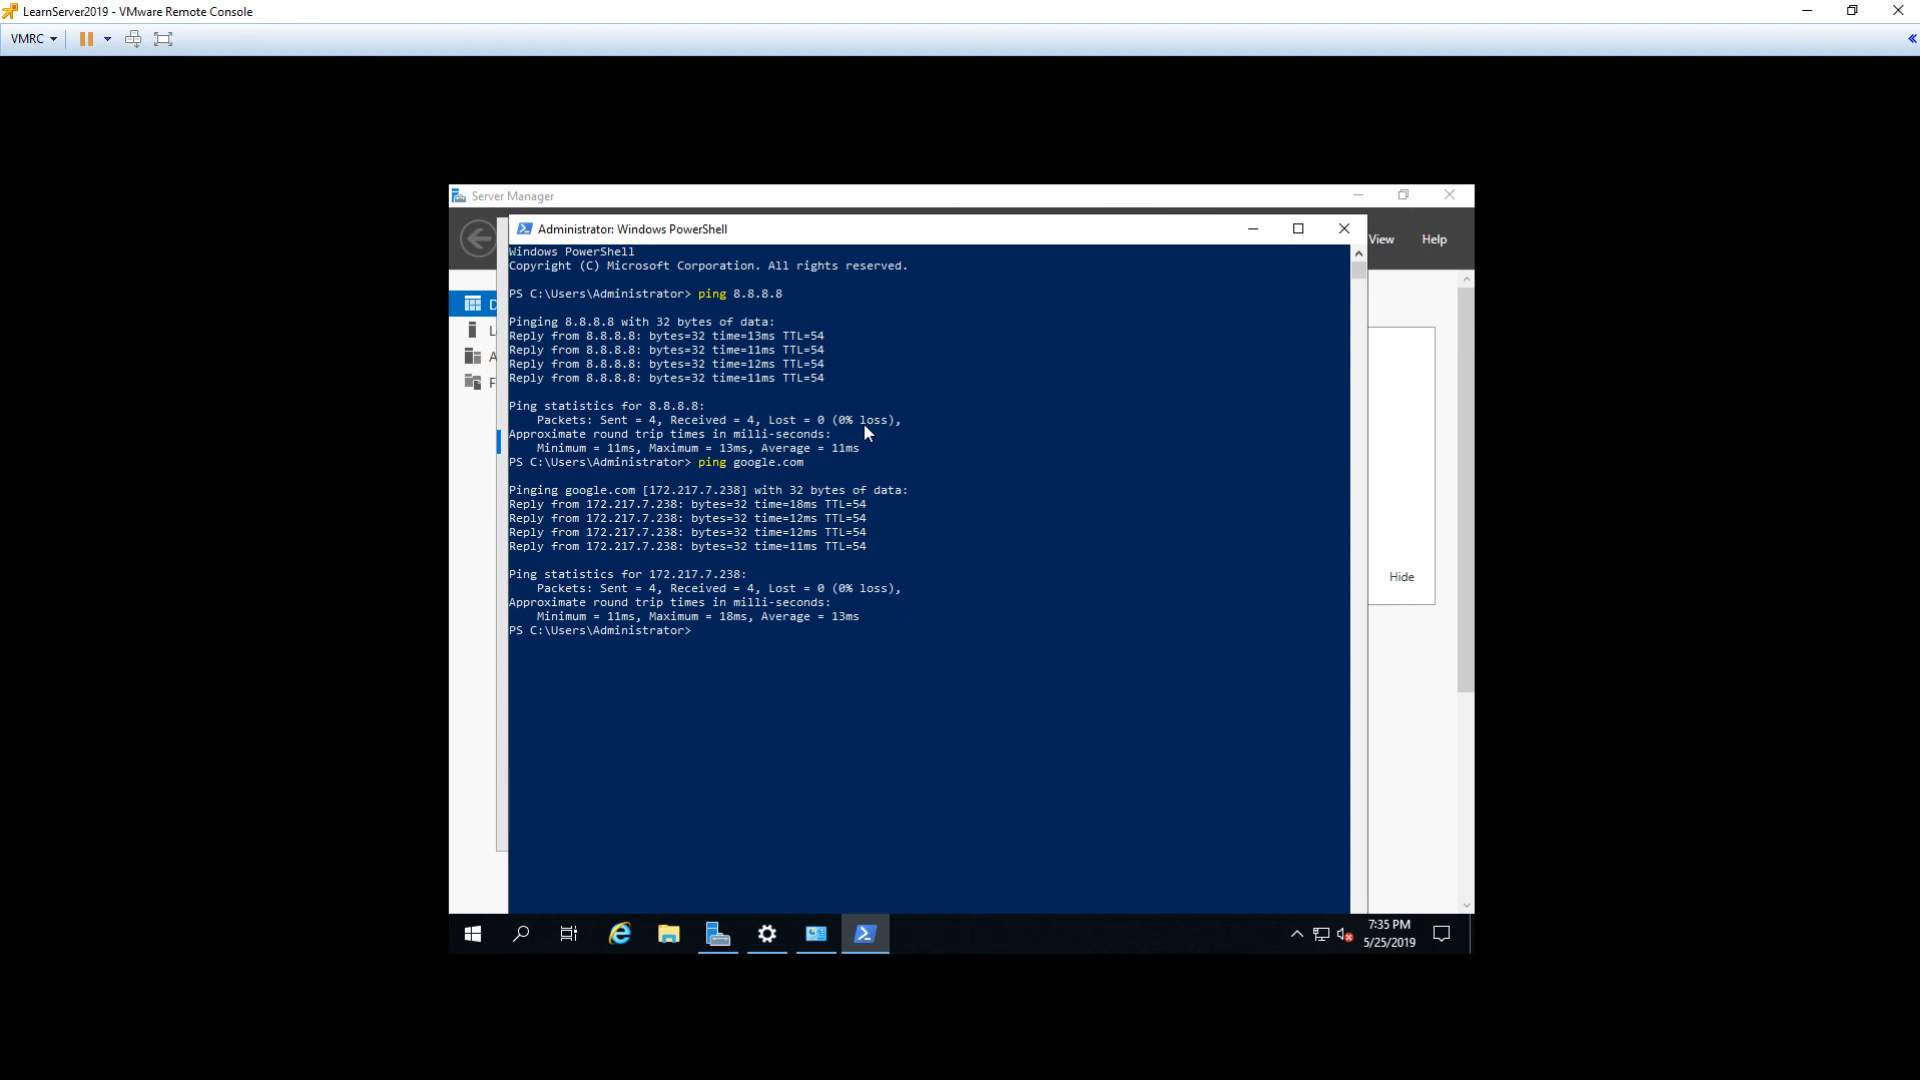 LearnServer2019 - VMware Remote Console
VMRC
Server Manager
Administrator: Windows PowerShell
View
Help
Windows PowerShell
Copyright (C) Microsoft Corporation. All rights reserved.
PS C:\Users\Administrator> ping 8.8.8.8
Pinging 8.8.8.8 with 32 bytes of data:
Reply from 8.8.8.8: bytes=32 time=13ms TTL=54
Reply from 8.8.8.8: bytes=32 time=11ms TTL=54
Reply from 8.8.8.8: bytes=32 time=12ms TTL=54
Reply from 8.8.8.8: bytes=32 time=11ms TTL=54
Ping statistics for 8.8.8.8:
Packets: Sent = 4, Received = 4, Lost = 0 (0% loss),
Approximate round trip times in milli-seconds:
Minimum = 11ms, Maximum = 13ms, Average = 11ms
PS C:\Users\Administrator> ping google.com
Pinging google.com [172.217.7.238] with 32 bytes of data:
Reply from 172.217.7.238: bytes=32 time=18ms TTL=54
Reply from 172.217.7.238: bytes=32 time=12ms TTL=54
Reply from 172.217.7.238: bytes=32 time=12ms TTL=54
Reply from 172.217.7.238: bytes=32 time=11ms TTL=54
Ping statistics for 172.217.7.238:
Packets: Sent = 4, Received = 4, Lost = 0 (0% loss),
Approximate round trip times in milli-seconds:
Minimum = 11ms, Maximum = 18ms, Average = 13ms
PS C:\Users\Administrator>
D
L
A
F
Hide
7:35 PM
5/25/2019